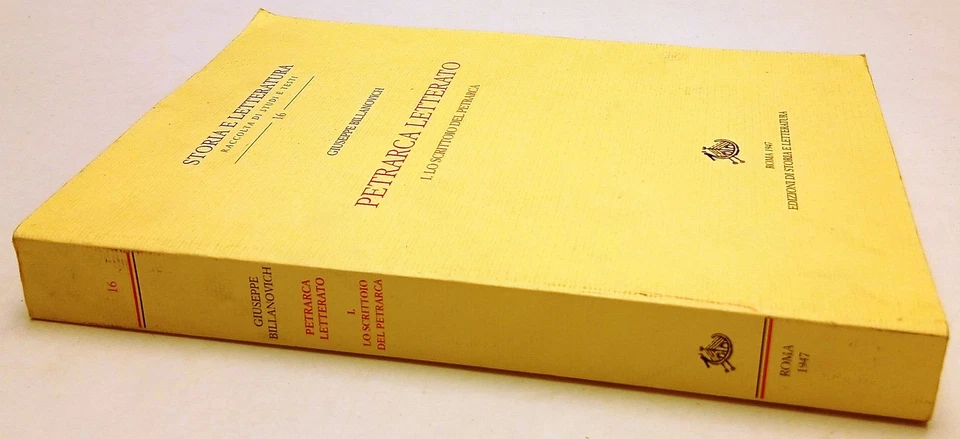 STORIA E LETTERATURA
RACCOLTA DI STUDI E TESTI
16
GIUSEPPE BILLANOVICH
PETRARCA LETTERATO
I. LO SCRITTOIO DEL PETRARCA
ROMA 1947
EDIZIONI DI STORIA E LETTERATURA
16
GIUSEPPE
BILLANOVICH
PETRARCA
LETTERATO
I.
LO SCRITTOIO
DEL PETRARCA
ROMA
1947